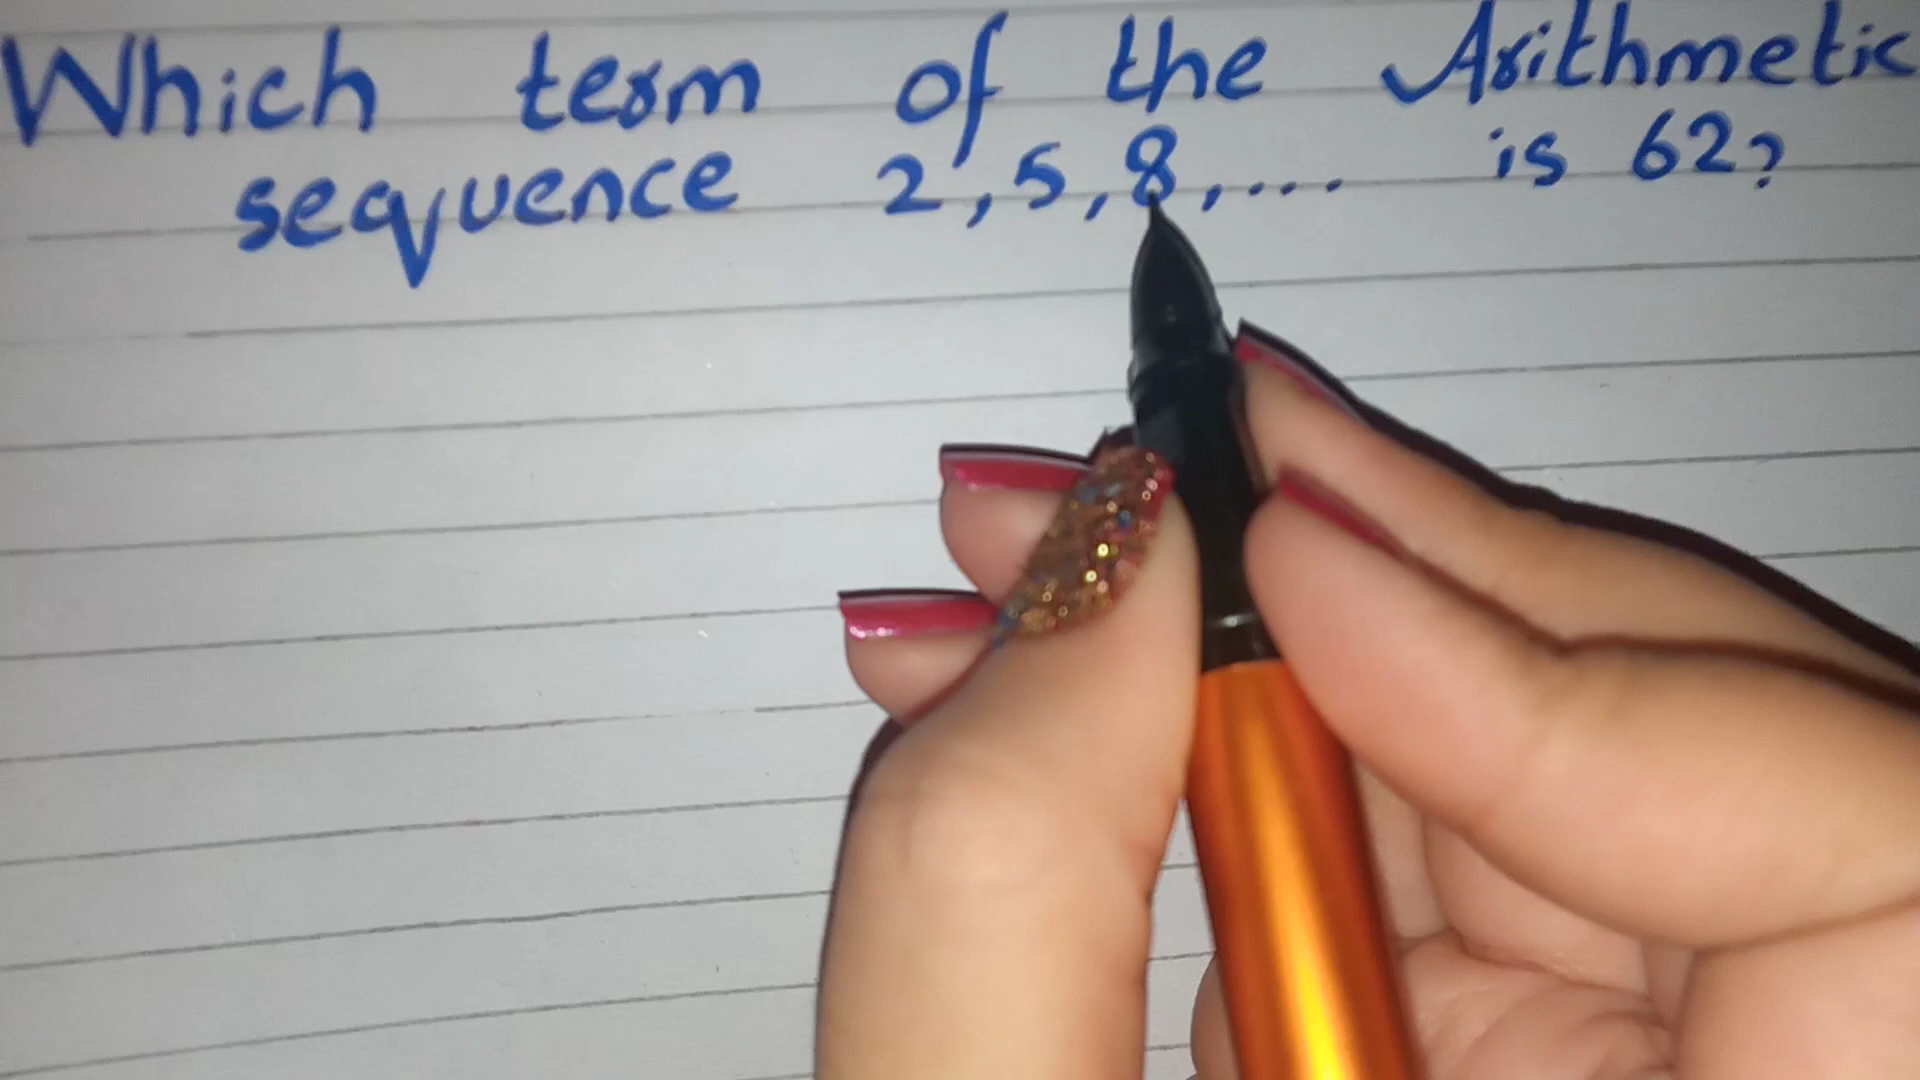 Which term of the Arithmetic
sequence 2, 5, 8, .... is 62?